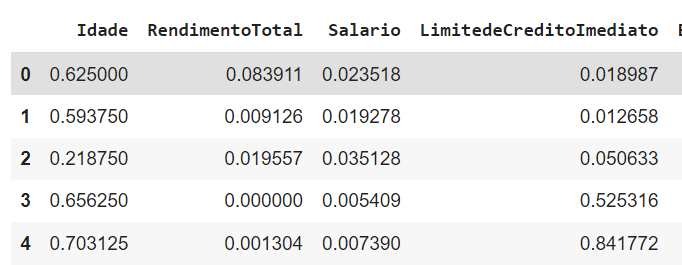 Idade RendimentoTotal Salario LimitedeCreditoImediato
0 0.625000 0.083911 0.023518 0.018987
1 0.593750 0.009126 0.019278 0.012658
2 0.218750 0.019557 0.035128 0.050633
3 0.656250 0.000000 0.005409 0.525316
4 0.703125 0.001304 0.007390 0.841772